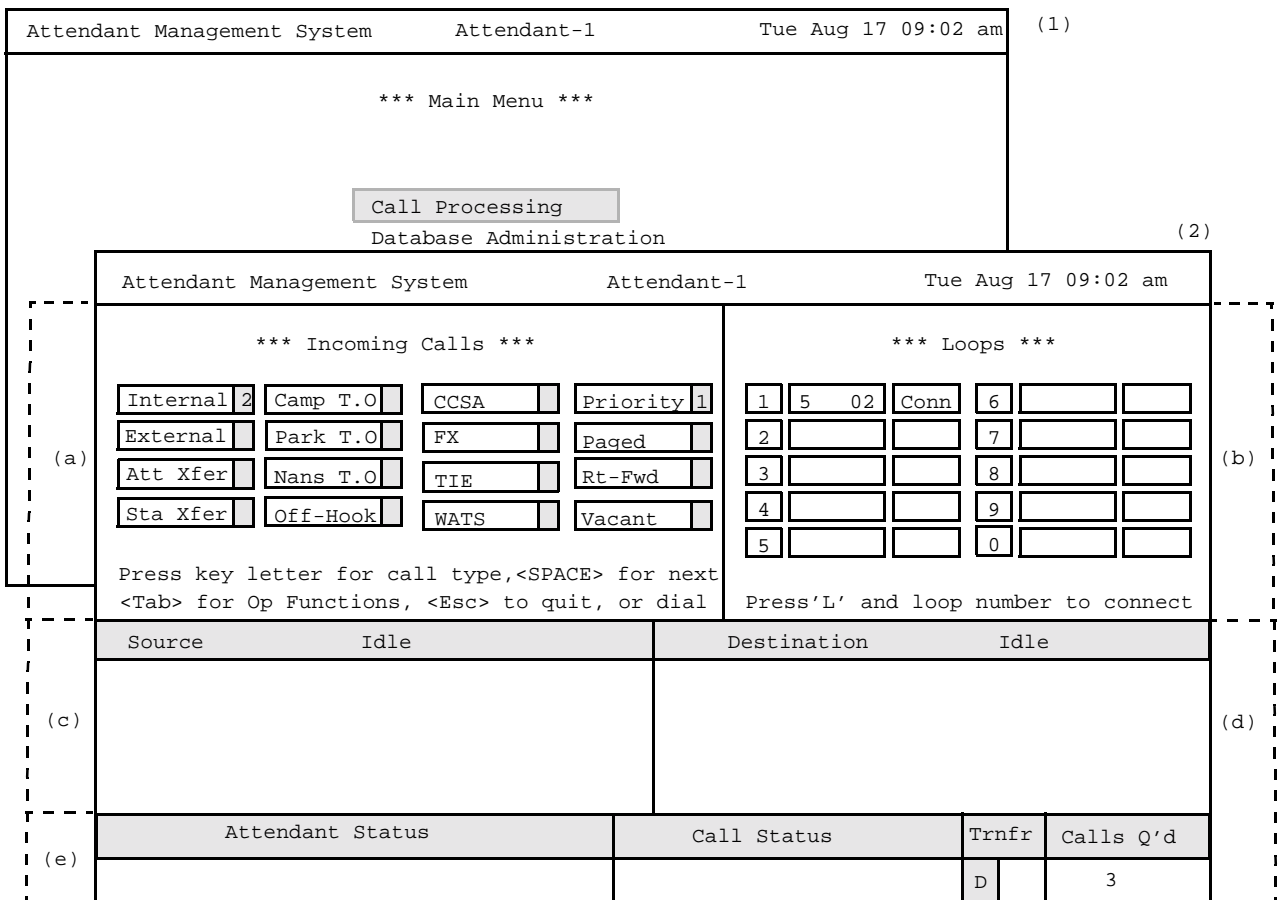 Attendant Management System Attendant-1 Tue Aug 17 09:02 am (1)
*** Main Menu ***
Call Processing
Database Administration
(2)
Attendant Management System Attendant-1 Tue Aug 17 09:02 am
*** Incoming Calls *** *** Loops ***
Internal 2 Camp T.O CCSA Priority 1 1 5 02 Conn 6
External Park T.O FX Paged 2 7
(a) Att Xfer Nans T.O TIE Rt-Fwd 3 8 (b)
Sta Xfer Off-Hook WATS Vacant 4 9
5 0
Press key letter for call type,<SPACE> for next
<Tab> for Op Functions, <Esc> to quit, or dial Press'L' and loop number to connect
Source Idle Destination Idle
(c) (d)
Attendant Status Call Status Trnfr Calls Q'd
(e) D 3